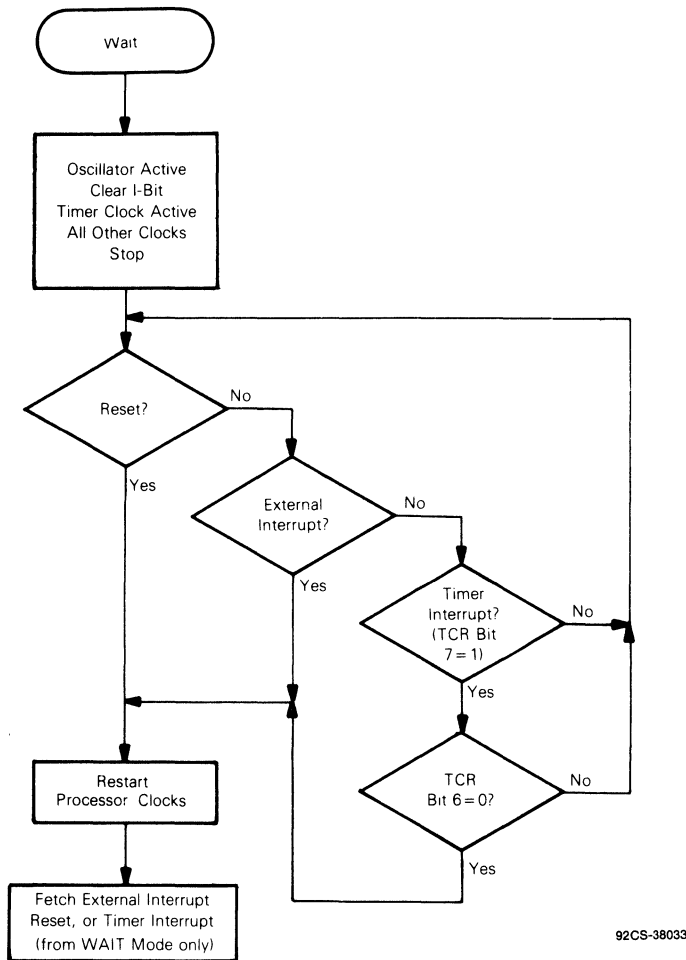 Wait
Oscillator Active
Clear I-Bit
Timer Clock Active
All Other Clocks
Stop
Reset?
No
Yes
External
Interrupt?
No
Yes
Timer
Interrupt?
(TCR Bit
7=1)
No
Yes
TCR
Bit 6=0?
No
Yes
Restart
Processor Clocks
Fetch External Interrupt
Reset, or Timer Interrupt
(from WAIT Mode only)
92CS-38033